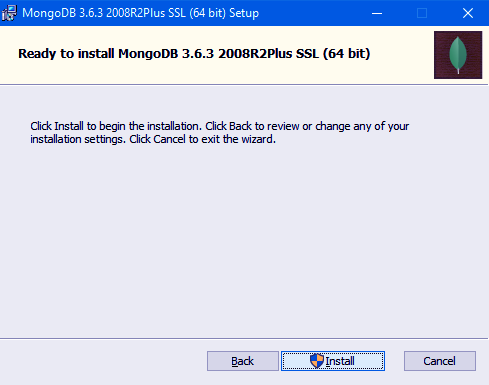 MongoDB 3.6.3 2008R2Plus SSL (64 bit) Setup
Ready to install MongoDB 3.6.3 2008R2Plus SSL (64 bit)
Click Install to begin the installation. Click Back to review or change any of your
installation settings. Click Cancel to exit the wizard.
Back Install Cancel